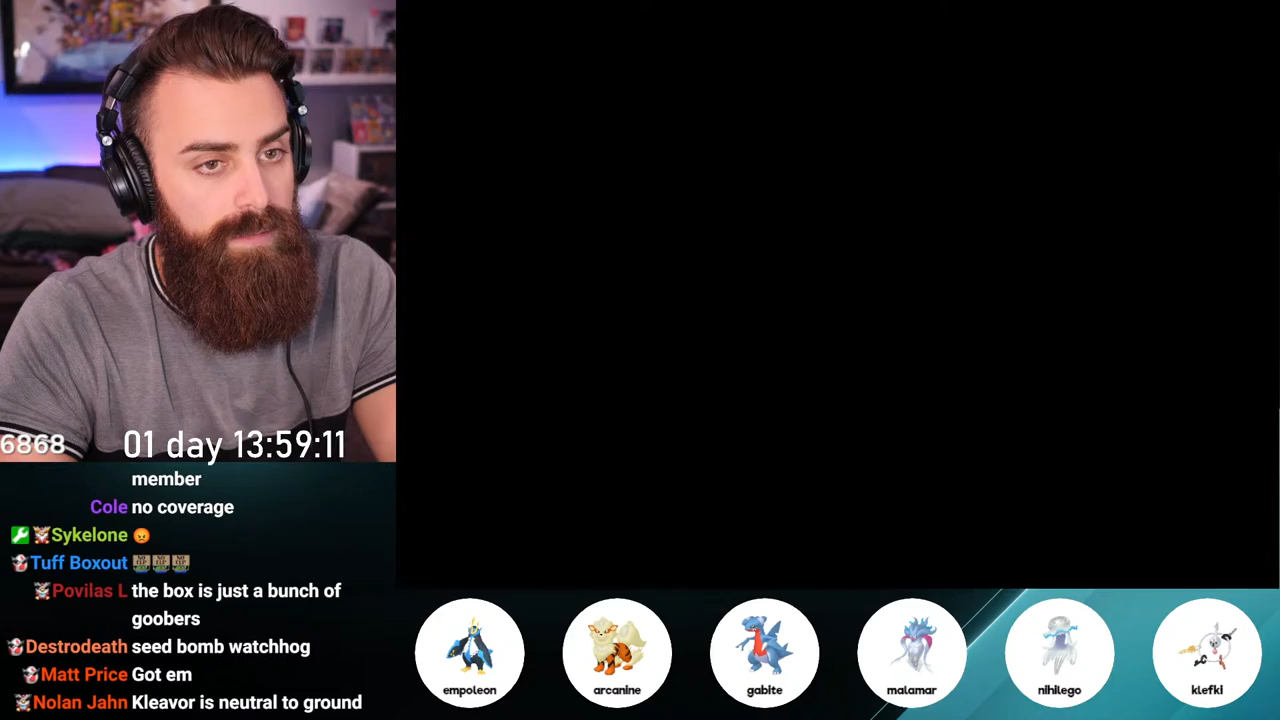 6868 01 day 13:59:11
member
Cole no coverage
Sykelone
Tuff Boxout
Povilas L the box is just a bunch of
goobers
Destrodeath seed bomb watchhog
Matt Price Got em
Nolan Jahn Kleavor is neutral to ground
empoleon arcanine gabite malamar nihilego klefki